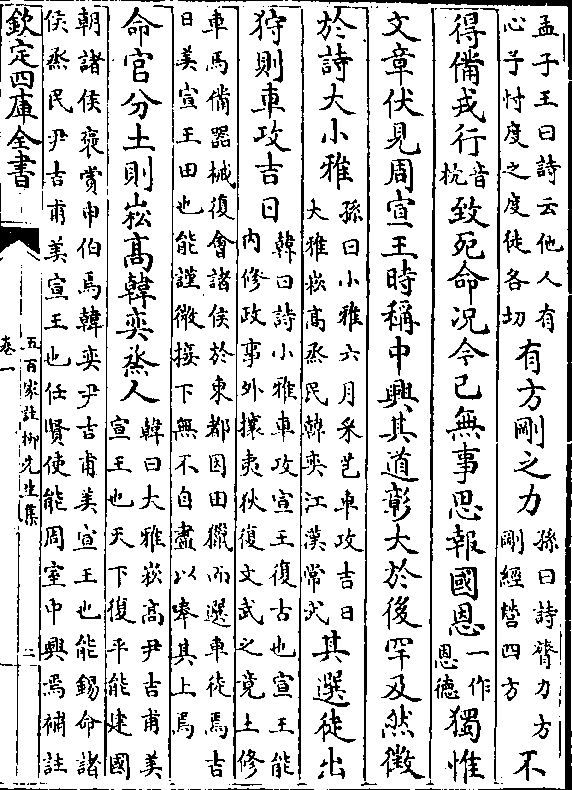 孟子王曰詩云他人有
心予忖度之度徒各切
有方剛之力
孫曰詩膂力方
剛經營四方
不
得備戎行
音
杭
致死命况今已無事思報國恩
一作
恩德
獨惟
文章伏見周宣王時稱中興其道彰大於後罕及然徵
於詩大小雅
孫曰小雅六月采芑車攻吉日
大雅崧髙烝民韓奕江漢常武
其選徒出
狩則車攻吉日
韓曰詩小雅車攻宣王復古也宣王能
内修政事外攘夷狄復文武之竟土修
車馬備器械復會諸侯於東都因田獵而選車徒焉吉
日美宣王田也能謹微接下無不自盡以奉其上焉
命官分土則崧髙韓奕烝人
韓曰大雅崧高尹吉甫美
宣王也天下復平能建國
朝諸侯襃賞申伯焉韓奕尹吉甫美宣王也能錫命諸
侯烝民尹吉甫美宣王也任賢使能周室中興焉補註
欽定四庫全書
五百家註柳先生集
卷一
二